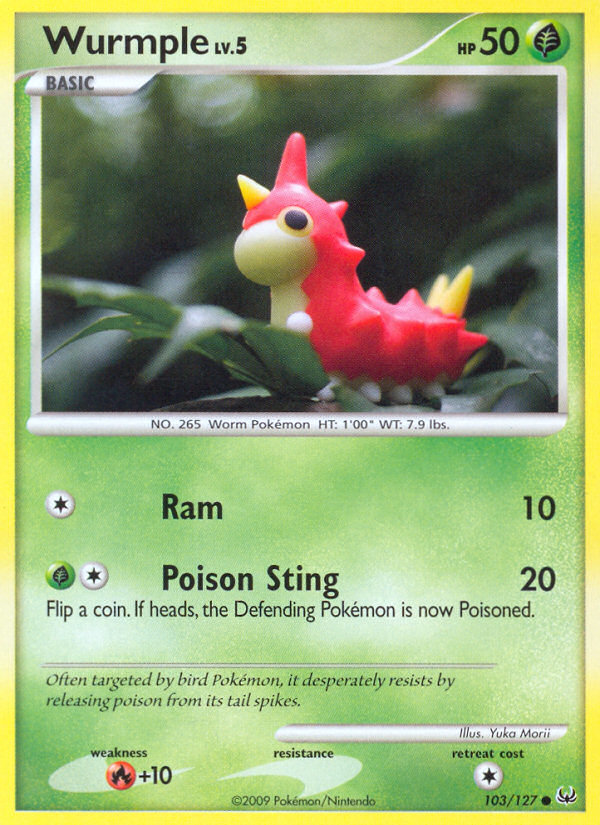 Wurmple LV.5 HP 50
BASIC
NO. 265 Worm Pokémon HT: 1'00" WT: 7.9 lbs.
Ram 10
Poison Sting 20
Flip a coin. If heads, the Defending Pokémon is now Poisoned.
Often targeted by bird Pokémon, it desperately resists by
releasing poison from its tail spikes.
Illus. Yuka Morii
weakness resistance retreat cost
+10
©2009 Pokémon/Nintendo 103/127